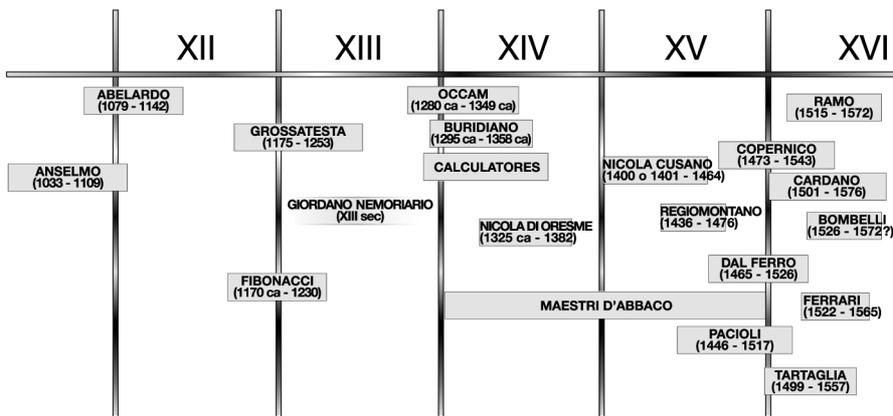 XII
XIII
XIV
XV
XVI
ABELARDO
(1079 - 1142)
OCCAM
(1280 ca - 1349 ca)
RAMO
(1515 - 1572)
GROSSATESTA
(1175 - 1253)
BURIDIANO
(1295 ca - 1358 ca)
COPERNICO
(1473 - 1543)
ANSELMO
(1033 - 1109)
CALCULATORES
NICOLA CUSANO
(1400 o 1401 - 1464)
CARDANO
(1501 - 1576)
GIORDANO NEMORIARIO
(XIII sec)
NICOLA DI ORESME
(1325 ca - 1382)
REGIOMONTANO
(1436 - 1476)
BOMBELLI
(1526 - 1572?)
DAL FERRO
(1465 - 1526)
FIBONACCI
(1170 ca - 1230)
MAESTRI D'ABBACO
FERRARI
(1522 - 1565)
PACIOLI
(1446 - 1517)
TARTAGLIA
(1499 - 1557)